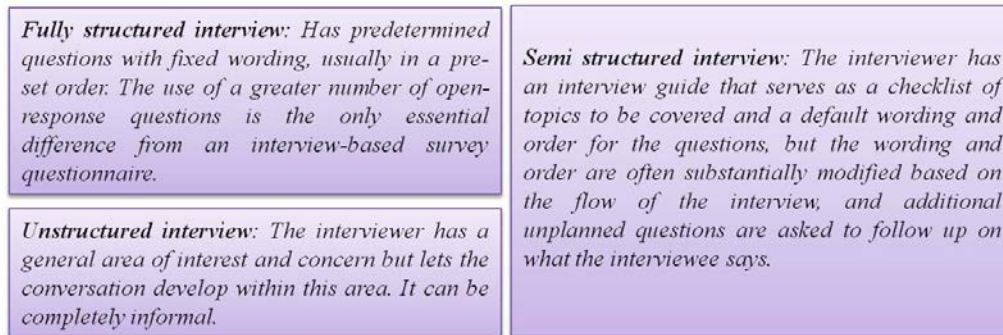 Fully structured interview: Has predetermined
questions with fixed wording, usually in a pre-
set order. The use of a greater number of open-
response questions is the only essential
difference from an interview-based survey
questionnaire.
Unstructured interview: The interviewer has a
general area of interest and concern but lets the
conversation develop within this area. It can be
completely informal.
Semi structured interview: The interviewer has
an interview guide that serves as a checklist of
topics to be covered and a default wording and
order for the questions, but the wording and
order are often substantially modified based on
the flow of the interview, and additional
unplanned questions are asked to follow up on
what the interviewee says.